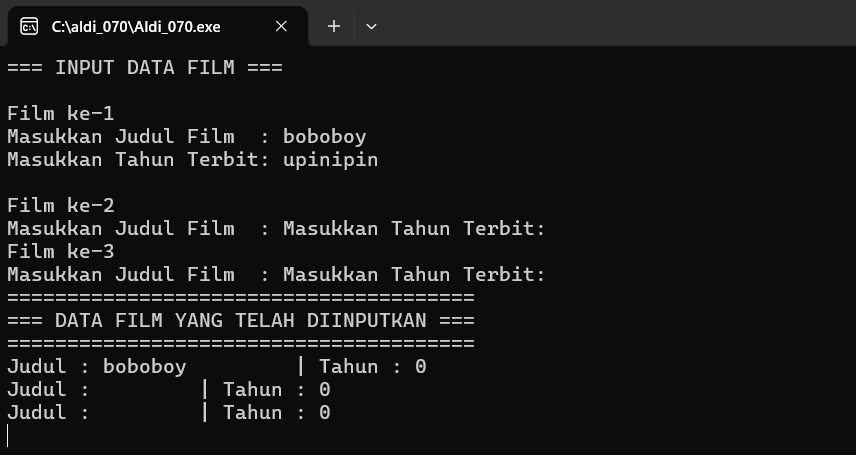 C:\aldi_070\Aldi_070.exe
=== INPUT DATA FILM ===
Film ke-1
Masukkan Judul Film  : boboboy
Masukkan Tahun Terbit: upinipin
Film ke-2
Masukkan Judul Film  : Masukkan Tahun Terbit:
Film ke-3
Masukkan Judul Film  : Masukkan Tahun Terbit:
=======================================
=== DATA FILM YANG TELAH DIINPUTKAN ===
=======================================
Judul : boboboy         | Tahun : 0
Judul :         | Tahun : 0
Judul :         | Tahun : 0